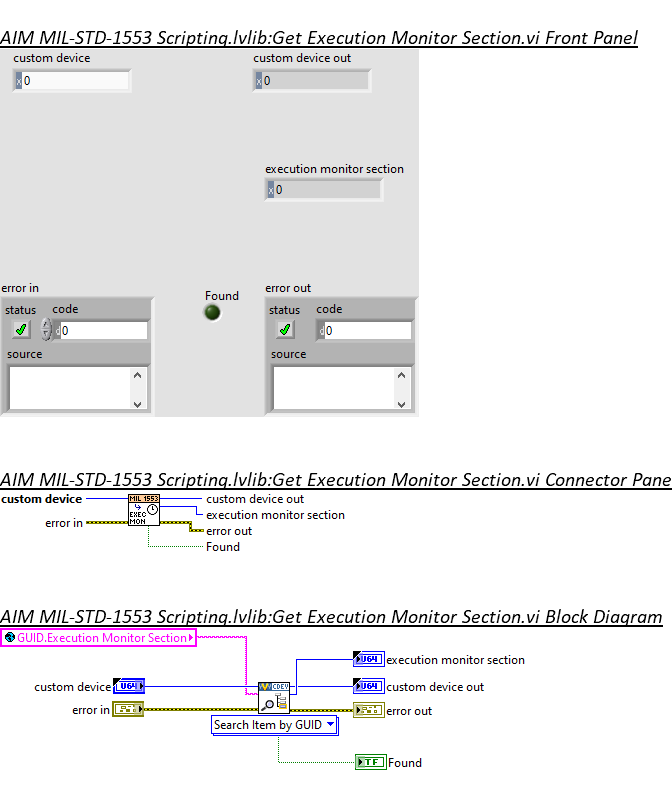 AIM MIL-STD-1553 Scripting.lvlib:Get Execution Monitor Section.vi Front Panel
custom device
custom device out
x 0
x 0
execution monitor section
x 0
error in
Found
error out
status code
status code
d 0
d 0
source
source
AIM MIL-STD-1553 Scripting.lvlib:Get Execution Monitor Section.vi Connector Pane
custom device
MIL 1553
custom device out
EXEC
execution monitor section
MON
error in
error out
Found
AIM MIL-STD-1553 Scripting.lvlib:Get Execution Monitor Section.vi Block Diagram
GUID.Execution Monitor Section
U64
execution monitor section
custom device
U64
CDEV
U64
custom device out
error in
error out
Search Item by GUID
TF
Found